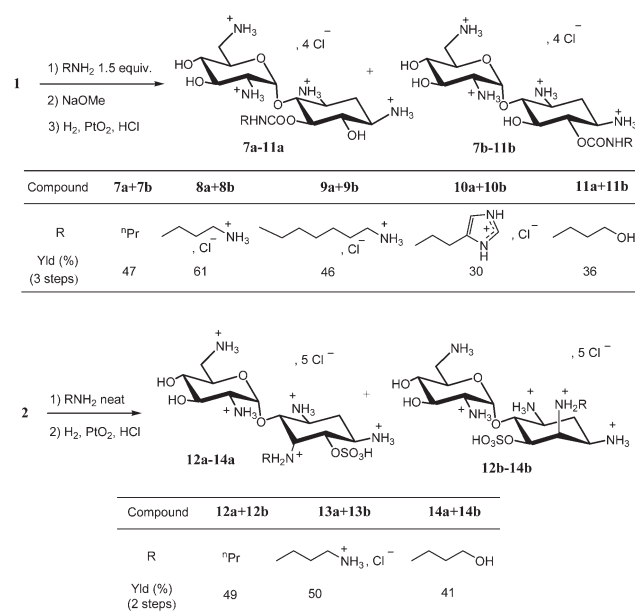 1
1) RNH2 1.5 equiv.
2) NaOMe
3) H2, PtO2, HCl
+
NH3
, 4 Cl−
HO
O
HO
+NH3
O
+NH3
+NH3
RHNOCO
OH
7a-11a
+
+
NH3
, 4 Cl−
HO
O
HO
+NH3
O
+NH3
+NH3
HO
OCONHR
7b-11b
Compound 7a+7b 8a+8b 9a+9b 10a+10b 11a+11b
R nPr +NH3 , Cl− +NH3 , Cl− NH + NH , Cl− OH
Yld (%) 47 61 46 30 36
(3 steps)
2
1) RNH2 neat
2) H2, PtO2, HCl
+
NH3
, 5 Cl−
HO
O
HO
+NH3
O
+NH3
+NH3
RH2N+
OSO3H
12a-14a
+
+
NH3
, 5 Cl−
HO
O
HO
+NH3
O
H3N+
+NH2R
+NH3
HO3SO
12b-14b
Compound 12a+12b 13a+13b 14a+14b
R nPr +NH3 , Cl− OH
Yld (%) 49 50 41
(2 steps)